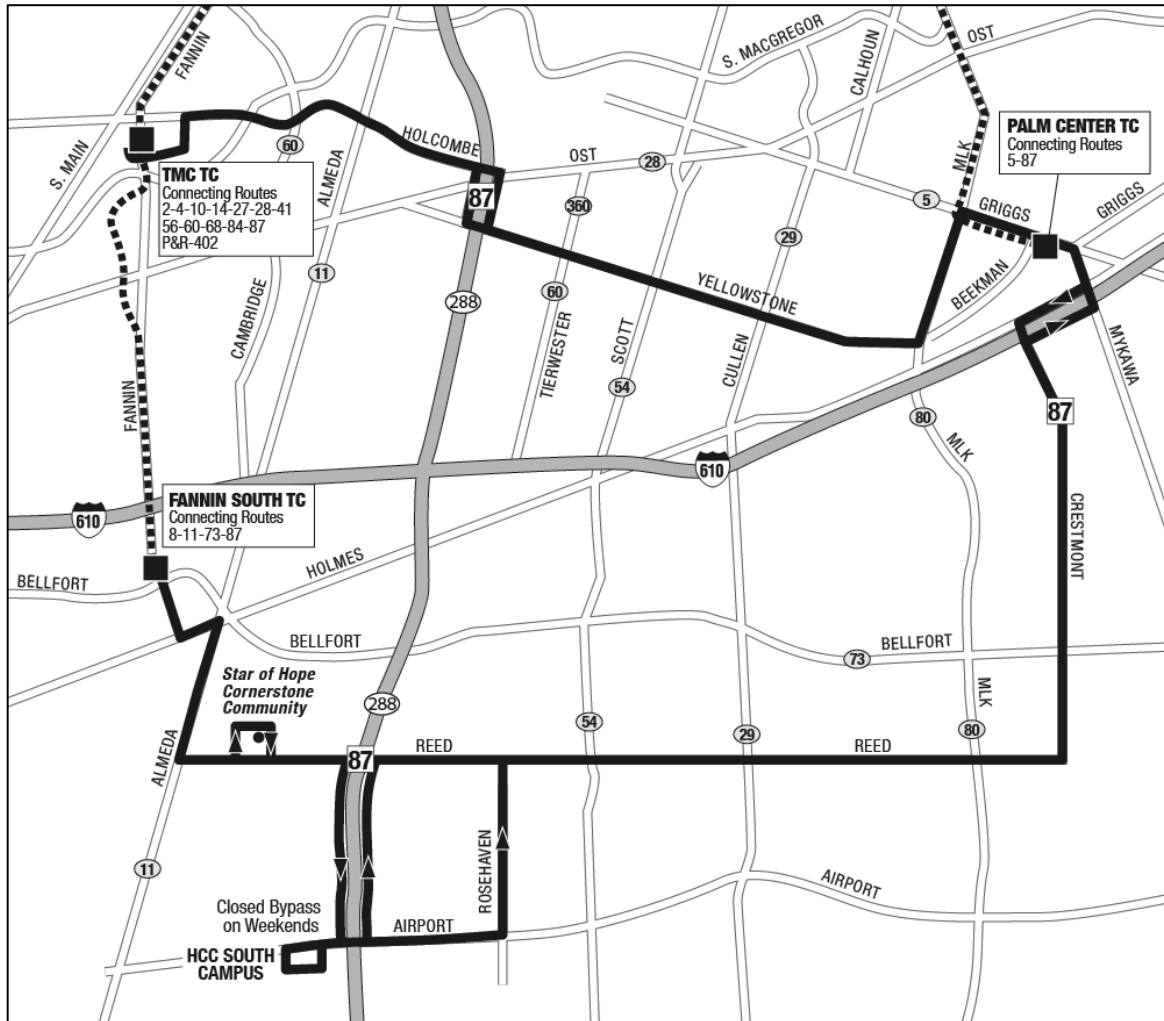 FANNIN
S. MACGREGOR
CALHOUN
OST
S. MAIN
60
ALMEDA
HOLCOMBE
OST
28
MLK
PALM CENTER TC
Connecting Routes
5-87
TMC TC
Connecting Routes
2-4-10-14-27-28-41
56-60-68-84-87
P&R-402
87
360
5
GRIGGS
GRIGGS
29
11
CAMBRIDGE
288
60
TIERWESTER
SCOTT
YELLOWSTONE
BEEKMAN
CULLEN
MYKAWA
FANNIN
54
80
MLK
87
610
FANNIN SOUTH TC
Connecting Routes
8-11-73-87
610
CRESTMONT
BELLFORT
HOLMES
BELLFORT
73
BELLFORT
Star of Hope
Cornerstone
Community
288
MLK
54
29
80
ALMEDA
87
REED
REED
11
ROSEHAVEN
AIRPORT
Closed Bypass
on Weekends
AIRPORT
HCC SOUTH
CAMPUS